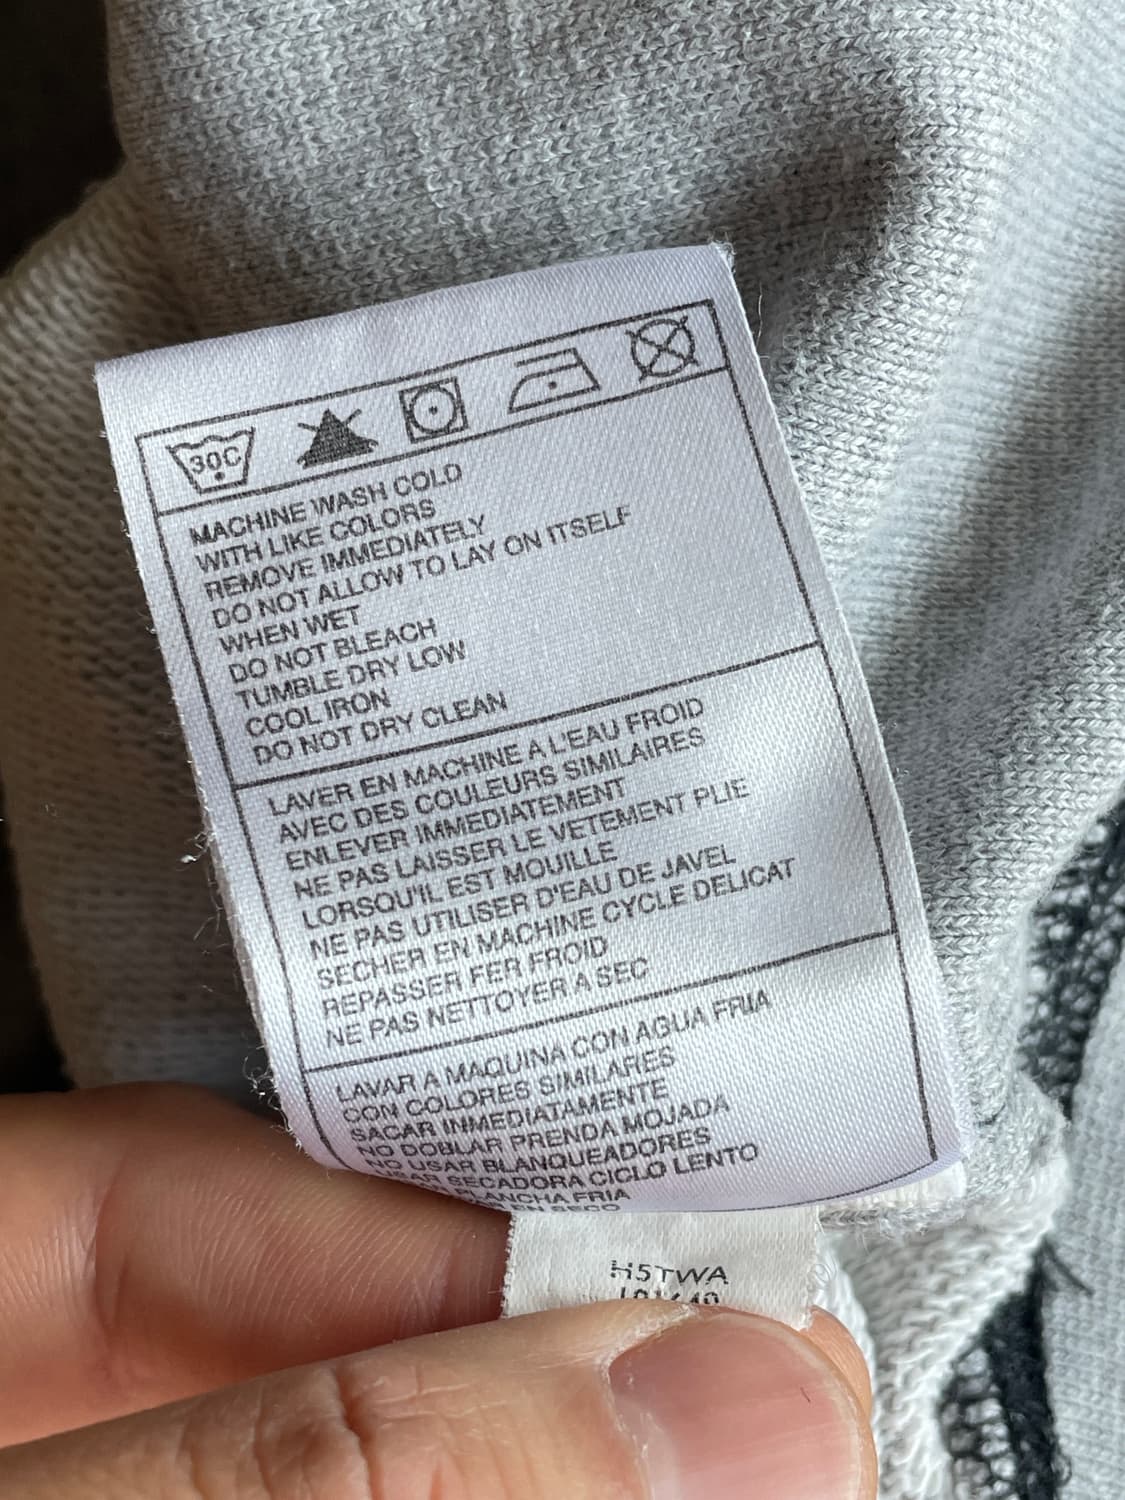 30C
MACHINE WASH COLD
WITH LIKE COLORS
REMOVE IMMEDIATELY
DO NOT ALLOW TO LAY ON ITSELF
WHEN WET
DO NOT BLEACH
TUMBLE DRY LOW
COOL IRON
DO NOT DRY CLEAN
LAVER EN MACHINE A L'EAU FROID
AVEC DES COULEURS SIMILAIRES
ENLEVER IMMEDIATEMENT
NE PAS LAISSER LE VETEMENT PLIE
LORSQU'IL EST MOUILLE
NE PAS UTILISER D'EAU DE JAVEL
SECHER EN MACHINE CYCLE DELICAT
REPASSER FER FROID
NE PAS NETTOYER A SEC
LAVAR A MAQUINA CON AGUA FRIA
CON COLORES SIMILARES
SACAR INMEDIATAMENTE
NO DOBLAR PRENDA MOJADA
NO USAR BLANQUEADORES
USAR SECADORA CICLO LENTO
PLANCHA FRIA
EN SECO
H5TWA